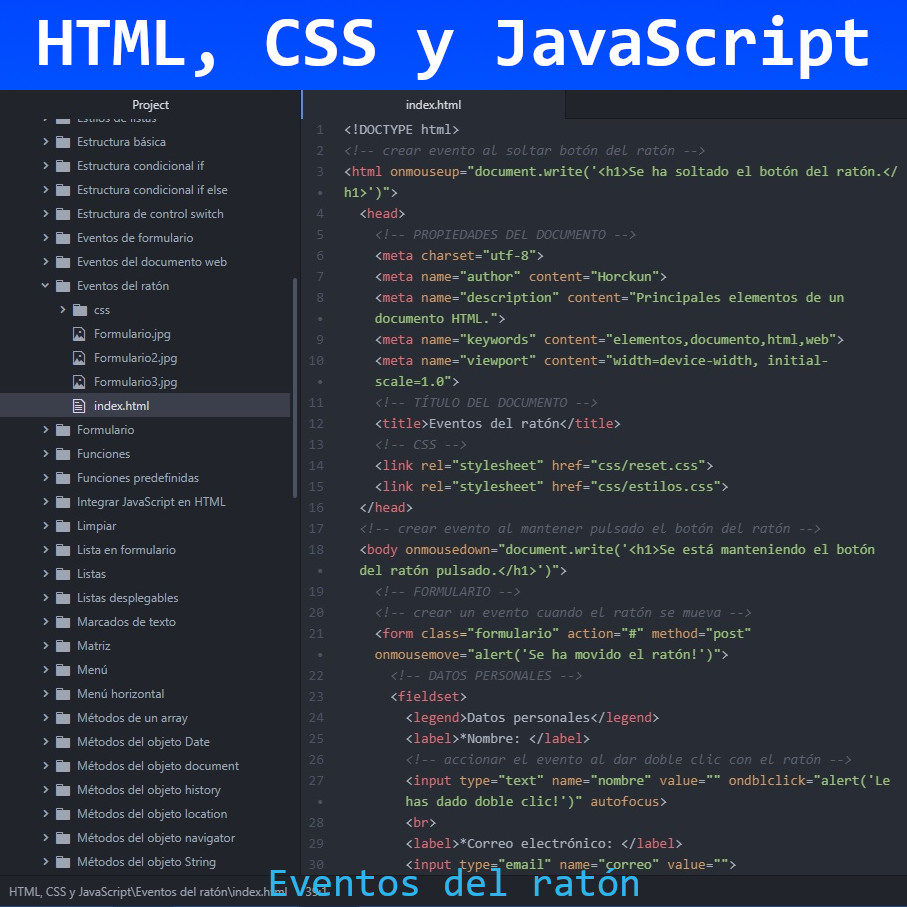 HTML, CSS y JavaScript
Project
Estilos de listas
Estructura básica
Estructura condicional if
Estructura condicional if else
Estructura de control switch
Eventos de formulario
Eventos del documento web
Eventos del ratón
css
Formulario.jpg
Formulario2.jpg
Formulario3.jpg
index.html
Formulario
Funciones
Funciones predefinidas
Integrar JavaScript en HTML
Limpiar
Lista en formulario
Listas
Listas desplegables
Marcados de texto
Matriz
Menú
Menú horizontal
Métodos de un array
Métodos del objeto Date
Métodos del objeto document
Métodos del objeto history
Métodos del objeto location
Métodos del objeto navigator
Métodos del objeto String
index.html
1 <!DOCTYPE html>
2 <!-- crear evento al soltar botón del ratón -->
3 <html onmouseup="document.write('<h1>Se ha soltado el botón del ratón.</
• h1>')">
4 <head>
5 <!-- PROPIEDADES DEL DOCUMENTO -->
6 <meta charset="utf-8">
7 <meta name="author" content="Horckun">
8 <meta name="description" content="Principales elementos de un
• documento HTML.">
9 <meta name="keywords" content="elementos,documento,html,web">
10 <meta name="viewport" content="width=device-width, initial-
• scale=1.0">
11 <!-- TÍTULO DEL DOCUMENTO -->
12 <title>Eventos del ratón</title>
13 <!-- CSS -->
14 <link rel="stylesheet" href="css/reset.css">
15 <link rel="stylesheet" href="css/estilos.css">
16 </head>
17 <!-- crear evento al mantener pulsado el botón del ratón -->
18 <body onmousedown="document.write('<h1>Se está manteniendo el botón
• del ratón pulsado.</h1>')">
19 <!-- FORMULARIO -->
20 <!-- crear un evento cuando el ratón se mueva -->
21 <form class="formulario" action="#" method="post"
• onmousemove="alert('Se ha movido el ratón!')">
22 <!-- DATOS PERSONALES -->
23 <fieldset>
24 <legend>Datos personales</legend>
25 <label>*Nombre: </label>
26 <!-- accionar el evento al dar doble clic con el ratón -->
27 <input type="text" name="nombre" value="" ondblclick="alert('Le
• has dado doble clic!')" autofocus>
28 <br>
29 <label>*Correo electrónico: </label>
30 <input type="email" name="correo" value="">
HTML, CSS y JavaScript\Eventos del ratón\index.html
Eventos del ratón